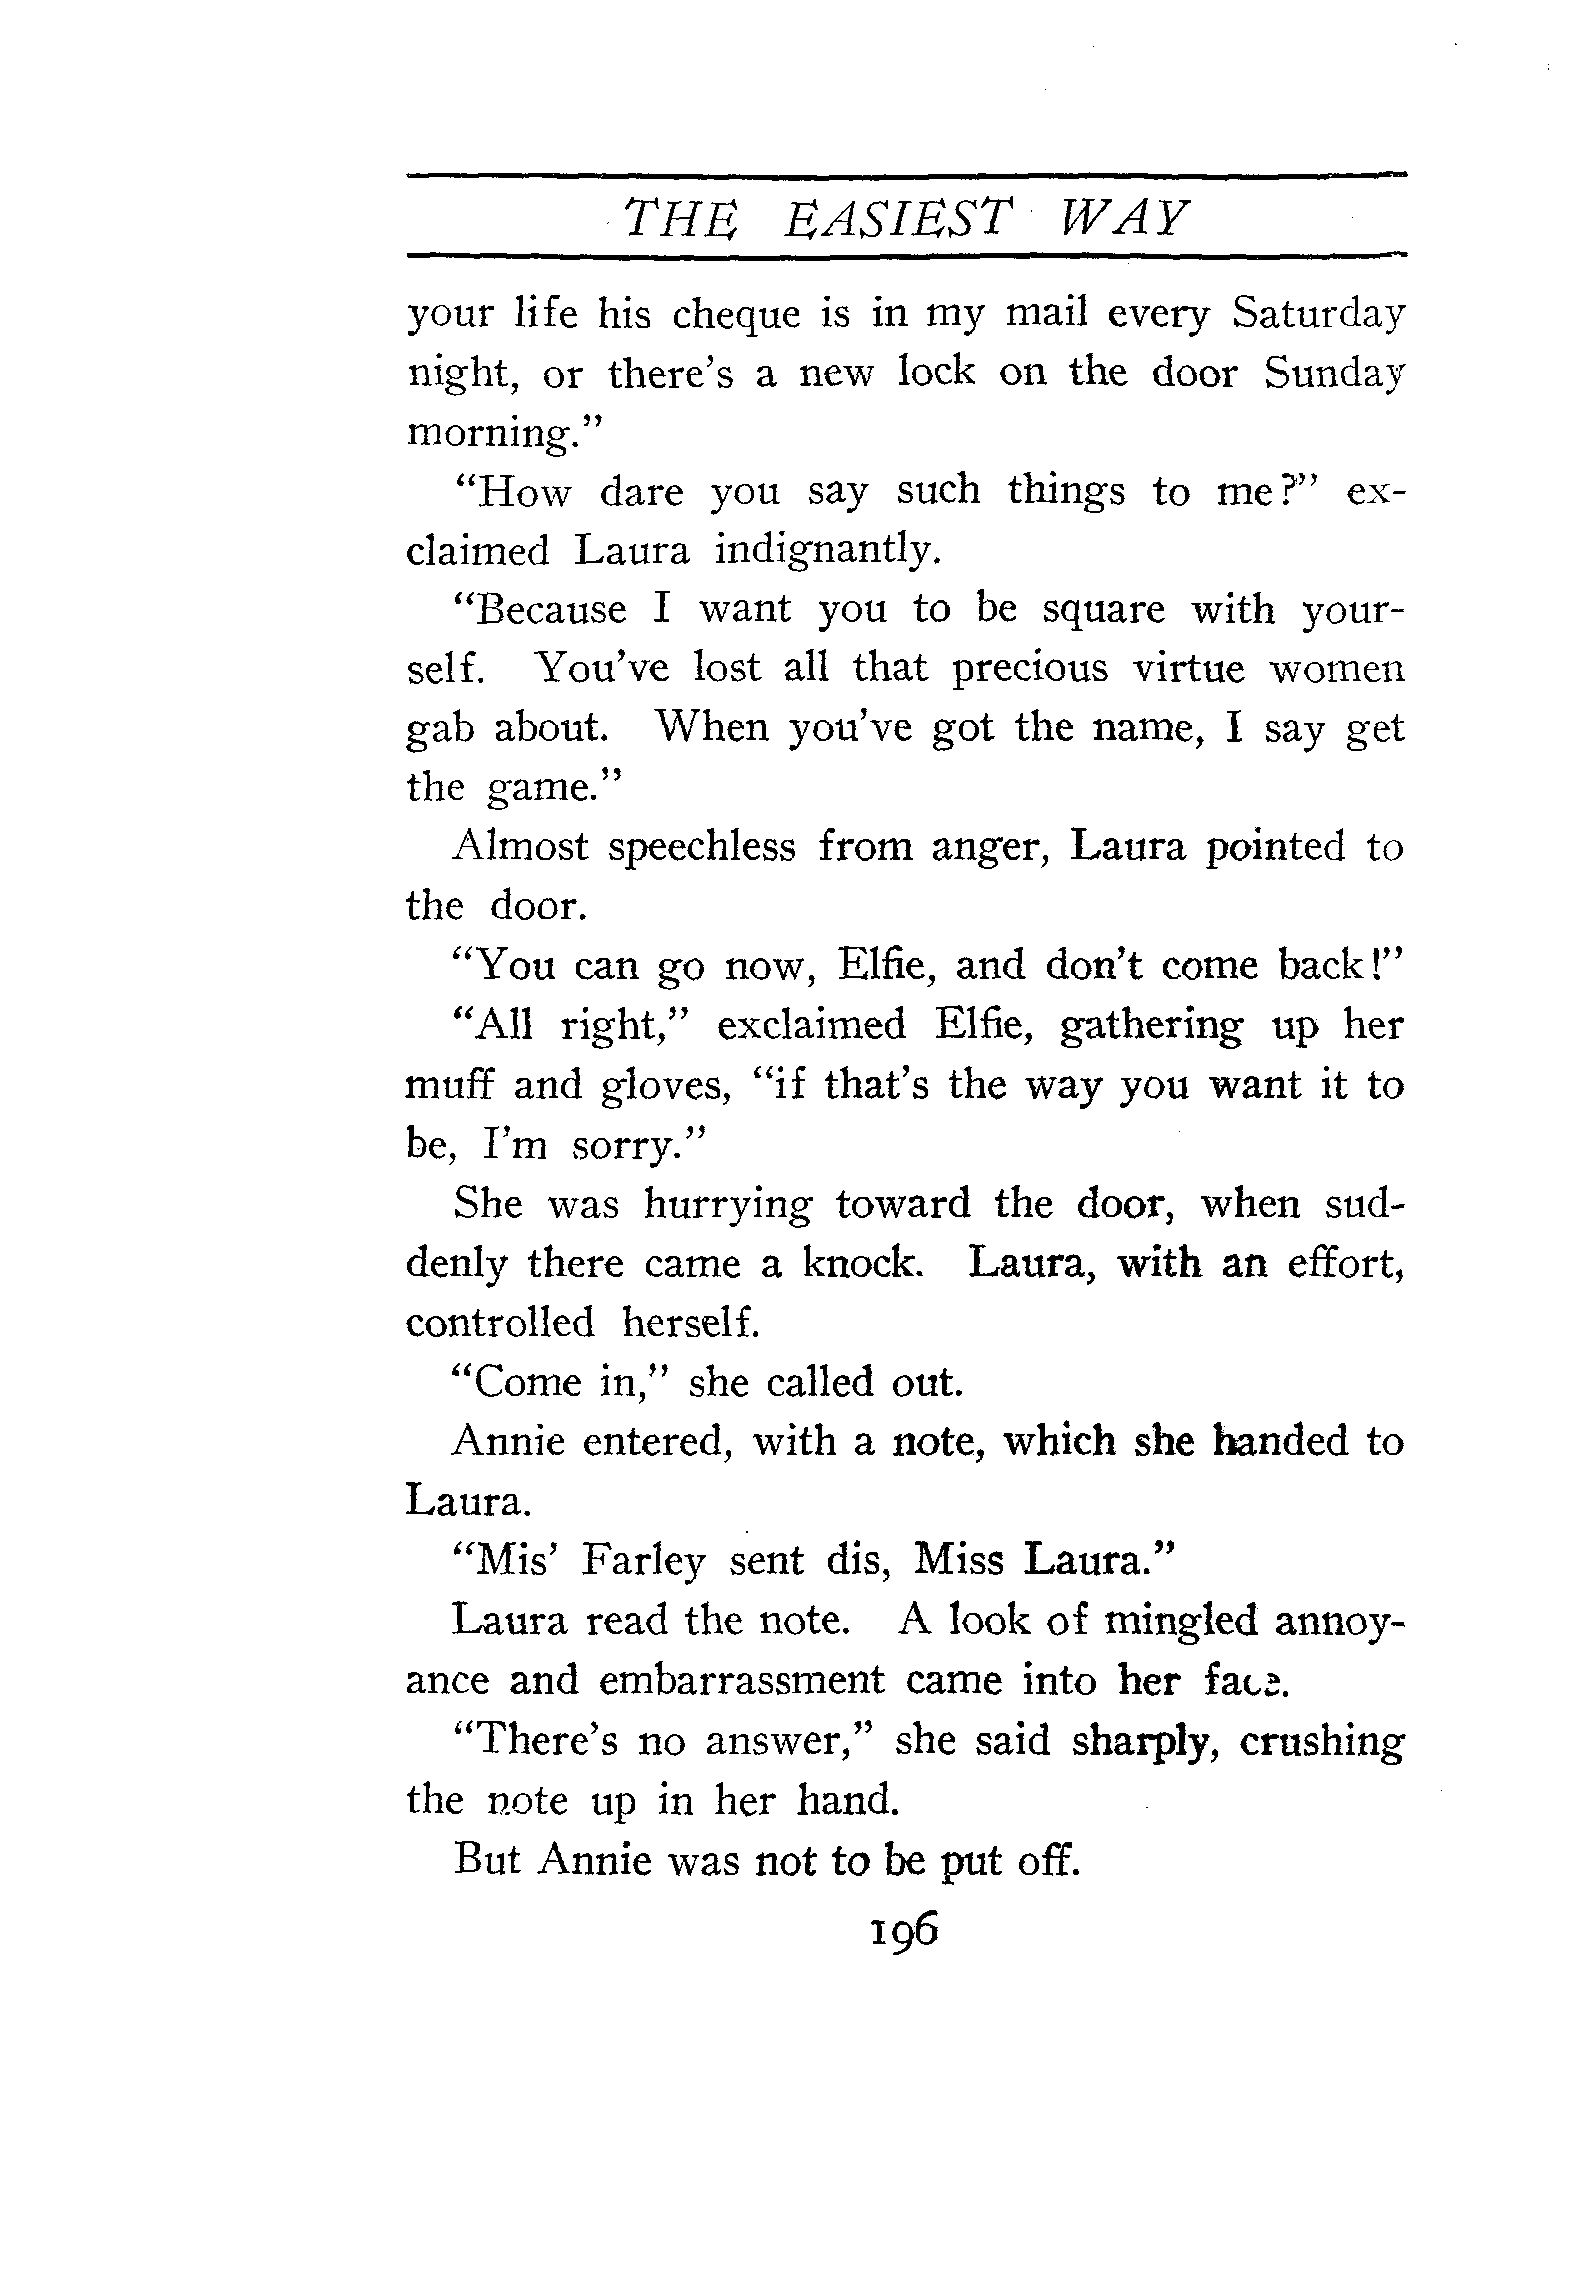 THE EASIEST WAY
your life his cheque is in my mail every Saturday
night, or there's a new lock on the door Sunday
morning."
"How dare you say such things to me?" ex-
claimed Laura indignantly.
"Because I want you to be square with your-
self. You've lost all that precious virtue women
gab about. When you've got the name, I say get
the game."
Almost speechless from anger, Laura pointed to
the door.
"You can go now, Elfie, and don't come back!"
"All right," exclaimed Elfie, gathering up her
muff and gloves, "if that's the way you want it to
be, I'm sorry."
She was hurrying toward the door, when sud-
denly there came a knock. Laura, with an effort,
controlled herself.
"Come in," she called out.
Annie entered, with a note, which she handed to
Laura.
"Mis' Farley sent dis, Miss Laura."
Laura read the note. A look of mingled annoy-
ance and embarrassment came into her face.
"There's no answer," she said sharply, crushing
the note up in her hand.
But Annie was not to be put off.
196